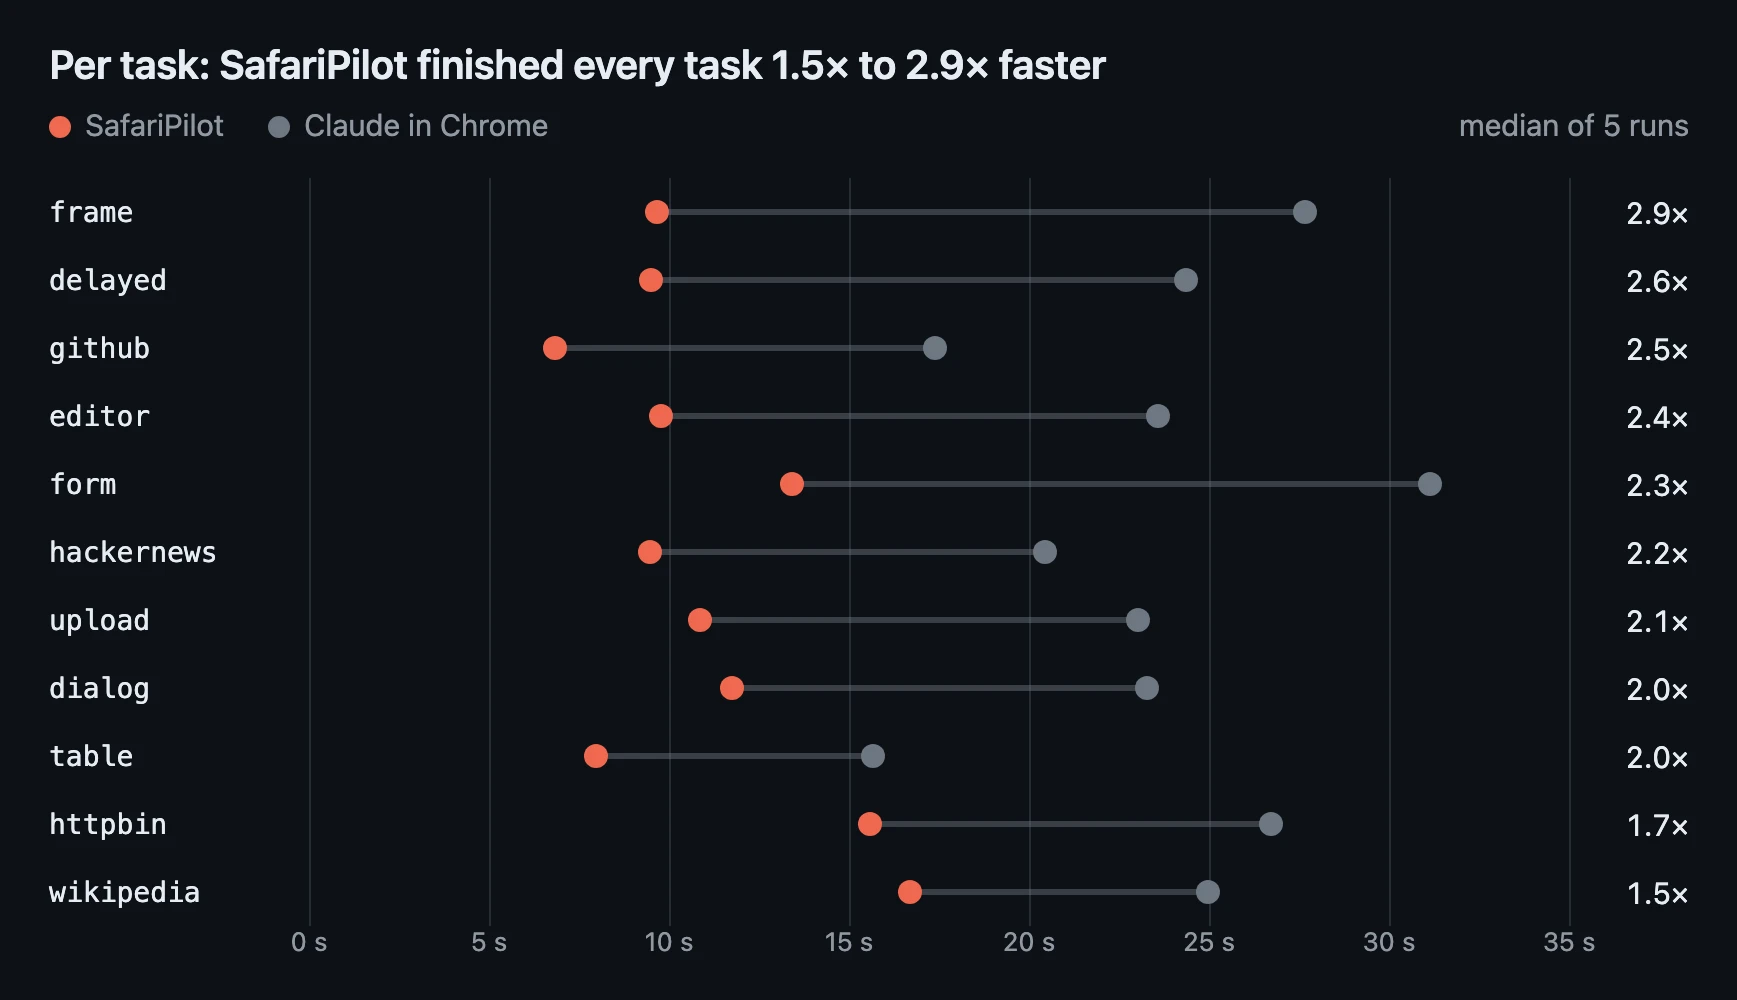 Per task: SafariPilot finished every task 1.5× to 2.9× faster
SafariPilot Claude in Chrome median of 5 runs
frame 2.9×
delayed 2.6×
github 2.5×
editor 2.4×
form 2.3×
hackernews 2.2×
upload 2.1×
dialog 2.0×
table 2.0×
httpbin 1.7×
wikipedia 1.5×
0 s 5 s 10 s 15 s 20 s 25 s 30 s 35 s